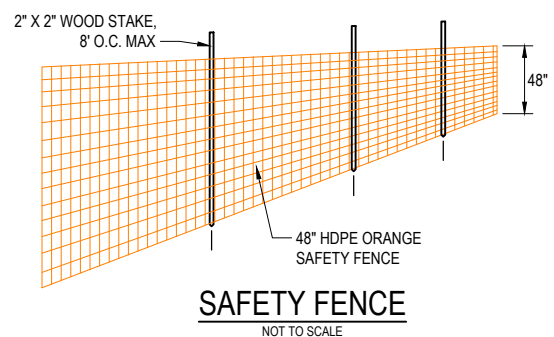 2" X 2" WOOD STAKE,
8' O.C. MAX
48"
48" HDPE ORANGE
SAFETY FENCE
SAFETY FENCE
NOT TO SCALE